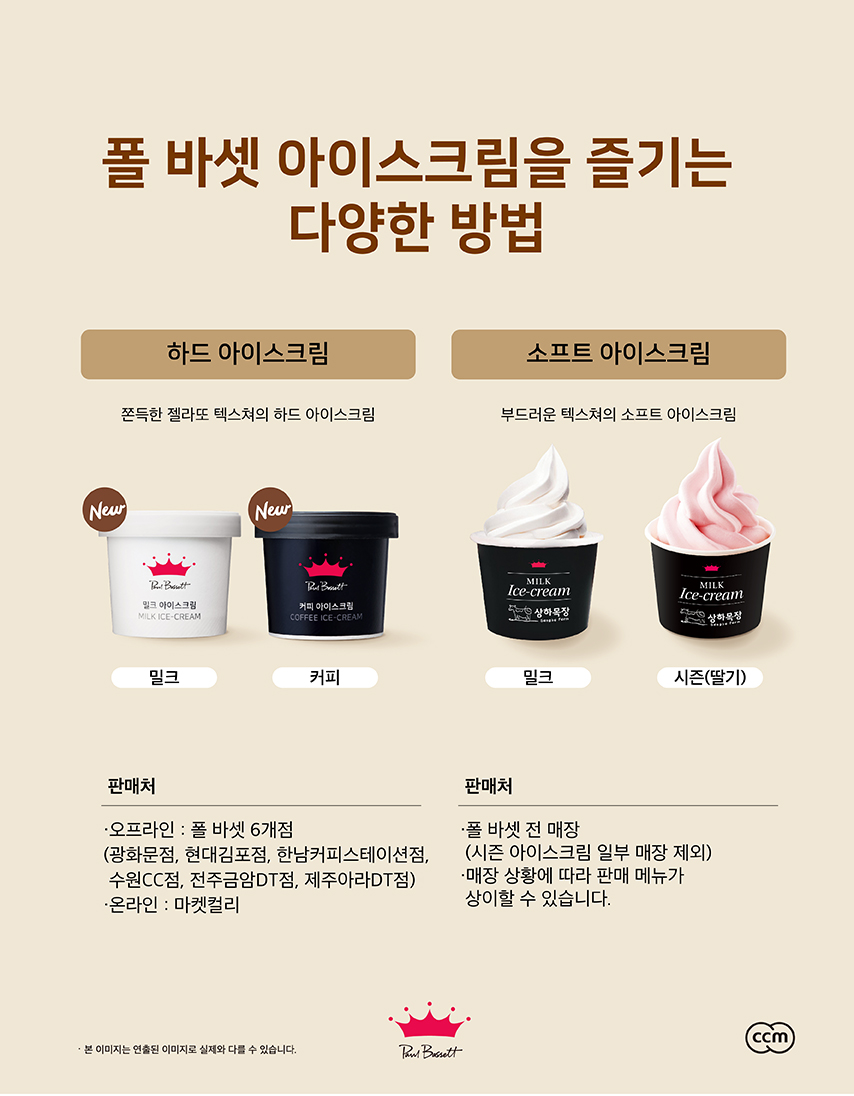 폴 바셋 아이스크림을 즐기는
다양한 방법
하드 아이스크림
쫀득한 젤라또 텍스쳐의 하드 아이스크림
New
New
Paul Bassett
밀크 아이스크림
MILK ICE-CREAM
Paul Bassett
커피 아이스크림
COFFEE ICE-CREAM
밀크
커피
소프트 아이스크림
부드러운 텍스쳐의 소프트 아이스크림
MILK
Ice-cream
상하목장
Sangha Farm
MILK
Ice-cream
상하목장
Sangha Farm
밀크
시즌(딸기)
판매처
·오프라인 : 폴 바셋 6개점
(광화문점, 현대김포점, 한남커피스테이션점,
수원CC점, 전주금암DT점, 제주아라DT점)
·온라인 : 마켓컬리
판매처
·폴 바셋 전 매장
(시즌 아이스크림 일부 매장 제외)
·매장 상황에 따라 판매 메뉴가
상이할 수 있습니다.
· 본 이미지는 연출된 이미지로 실제와 다를 수 있습니다.
Paul Bassett
ccm